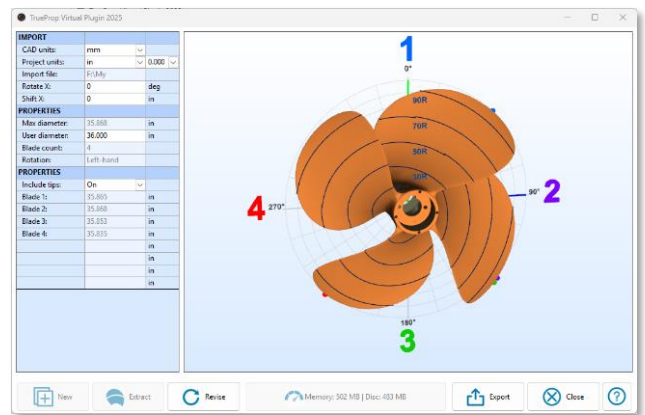 TrueProp Virtual Plugin 2025
IMPORT
CAD units: mm
Project units: in 0.000
Import file: F:\My
Rotate X: 0 deg
Shift X: 0 in
PROPERTIES
Max diameter: 35.868 in
User diameter: 36.000 in
Blade count: 4
Rotation: Left-hand
PROPERTIES
Include tips: On
Blade 1: 35.865 in
Blade 2: 35.868 in
Blade 3: 35.853 in
Blade 4: 35.835 in
in
in
in
in
1
0°
90R
70R
50R
30R
4
270°
90°
2
180°
3
New
Extract
Revise
Memory: 502 MB | Disc: 403 MB
Export
Close
?